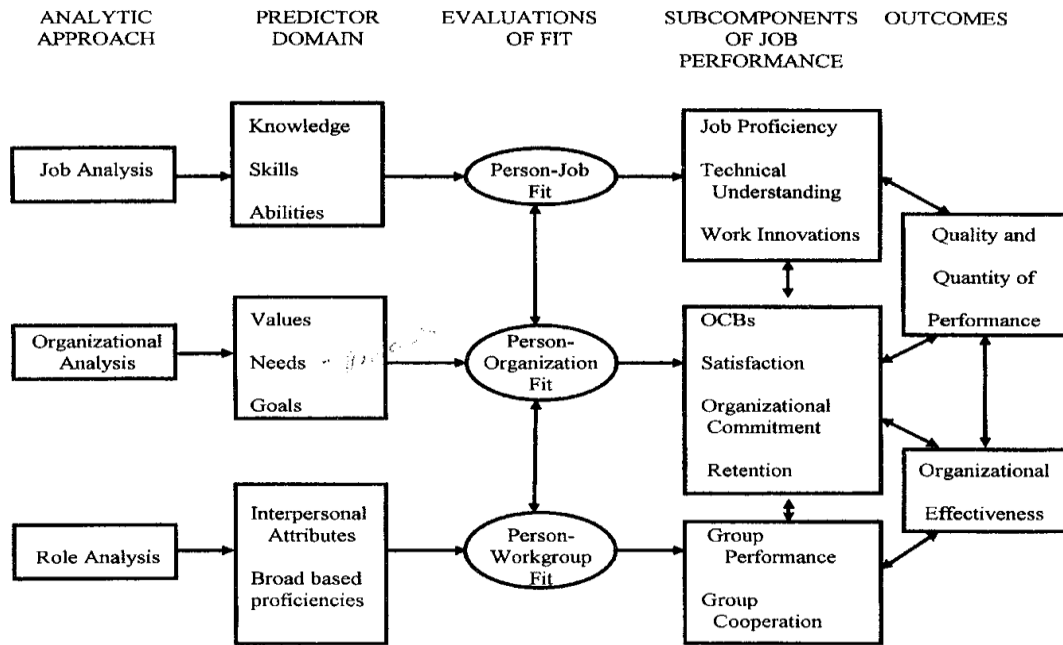 ANALYTIC
APPROACH
PREDICTOR
DOMAIN
EVALUATIONS
OF FIT
SUBCOMPONENTS
OF JOB
PERFORMANCE
OUTCOMES
Job Analysis
Knowledge
Skills
Abilities
Person-Job
Fit
Job Proficiency
Technical
Understanding
Work Innovations
Quality and
Quantity of
Performance
Organizational
Analysis
Values
Needs
Goals
Person-
Organization
Fit
OCBs
Satisfaction
Organizational
Commitment
Retention
Organizational
Effectiveness
Role Analysis
Interpersonal
Attributes
Broad based
proficiencies
Person-
Workgroup
Fit
Group
Performance
Group
Cooperation